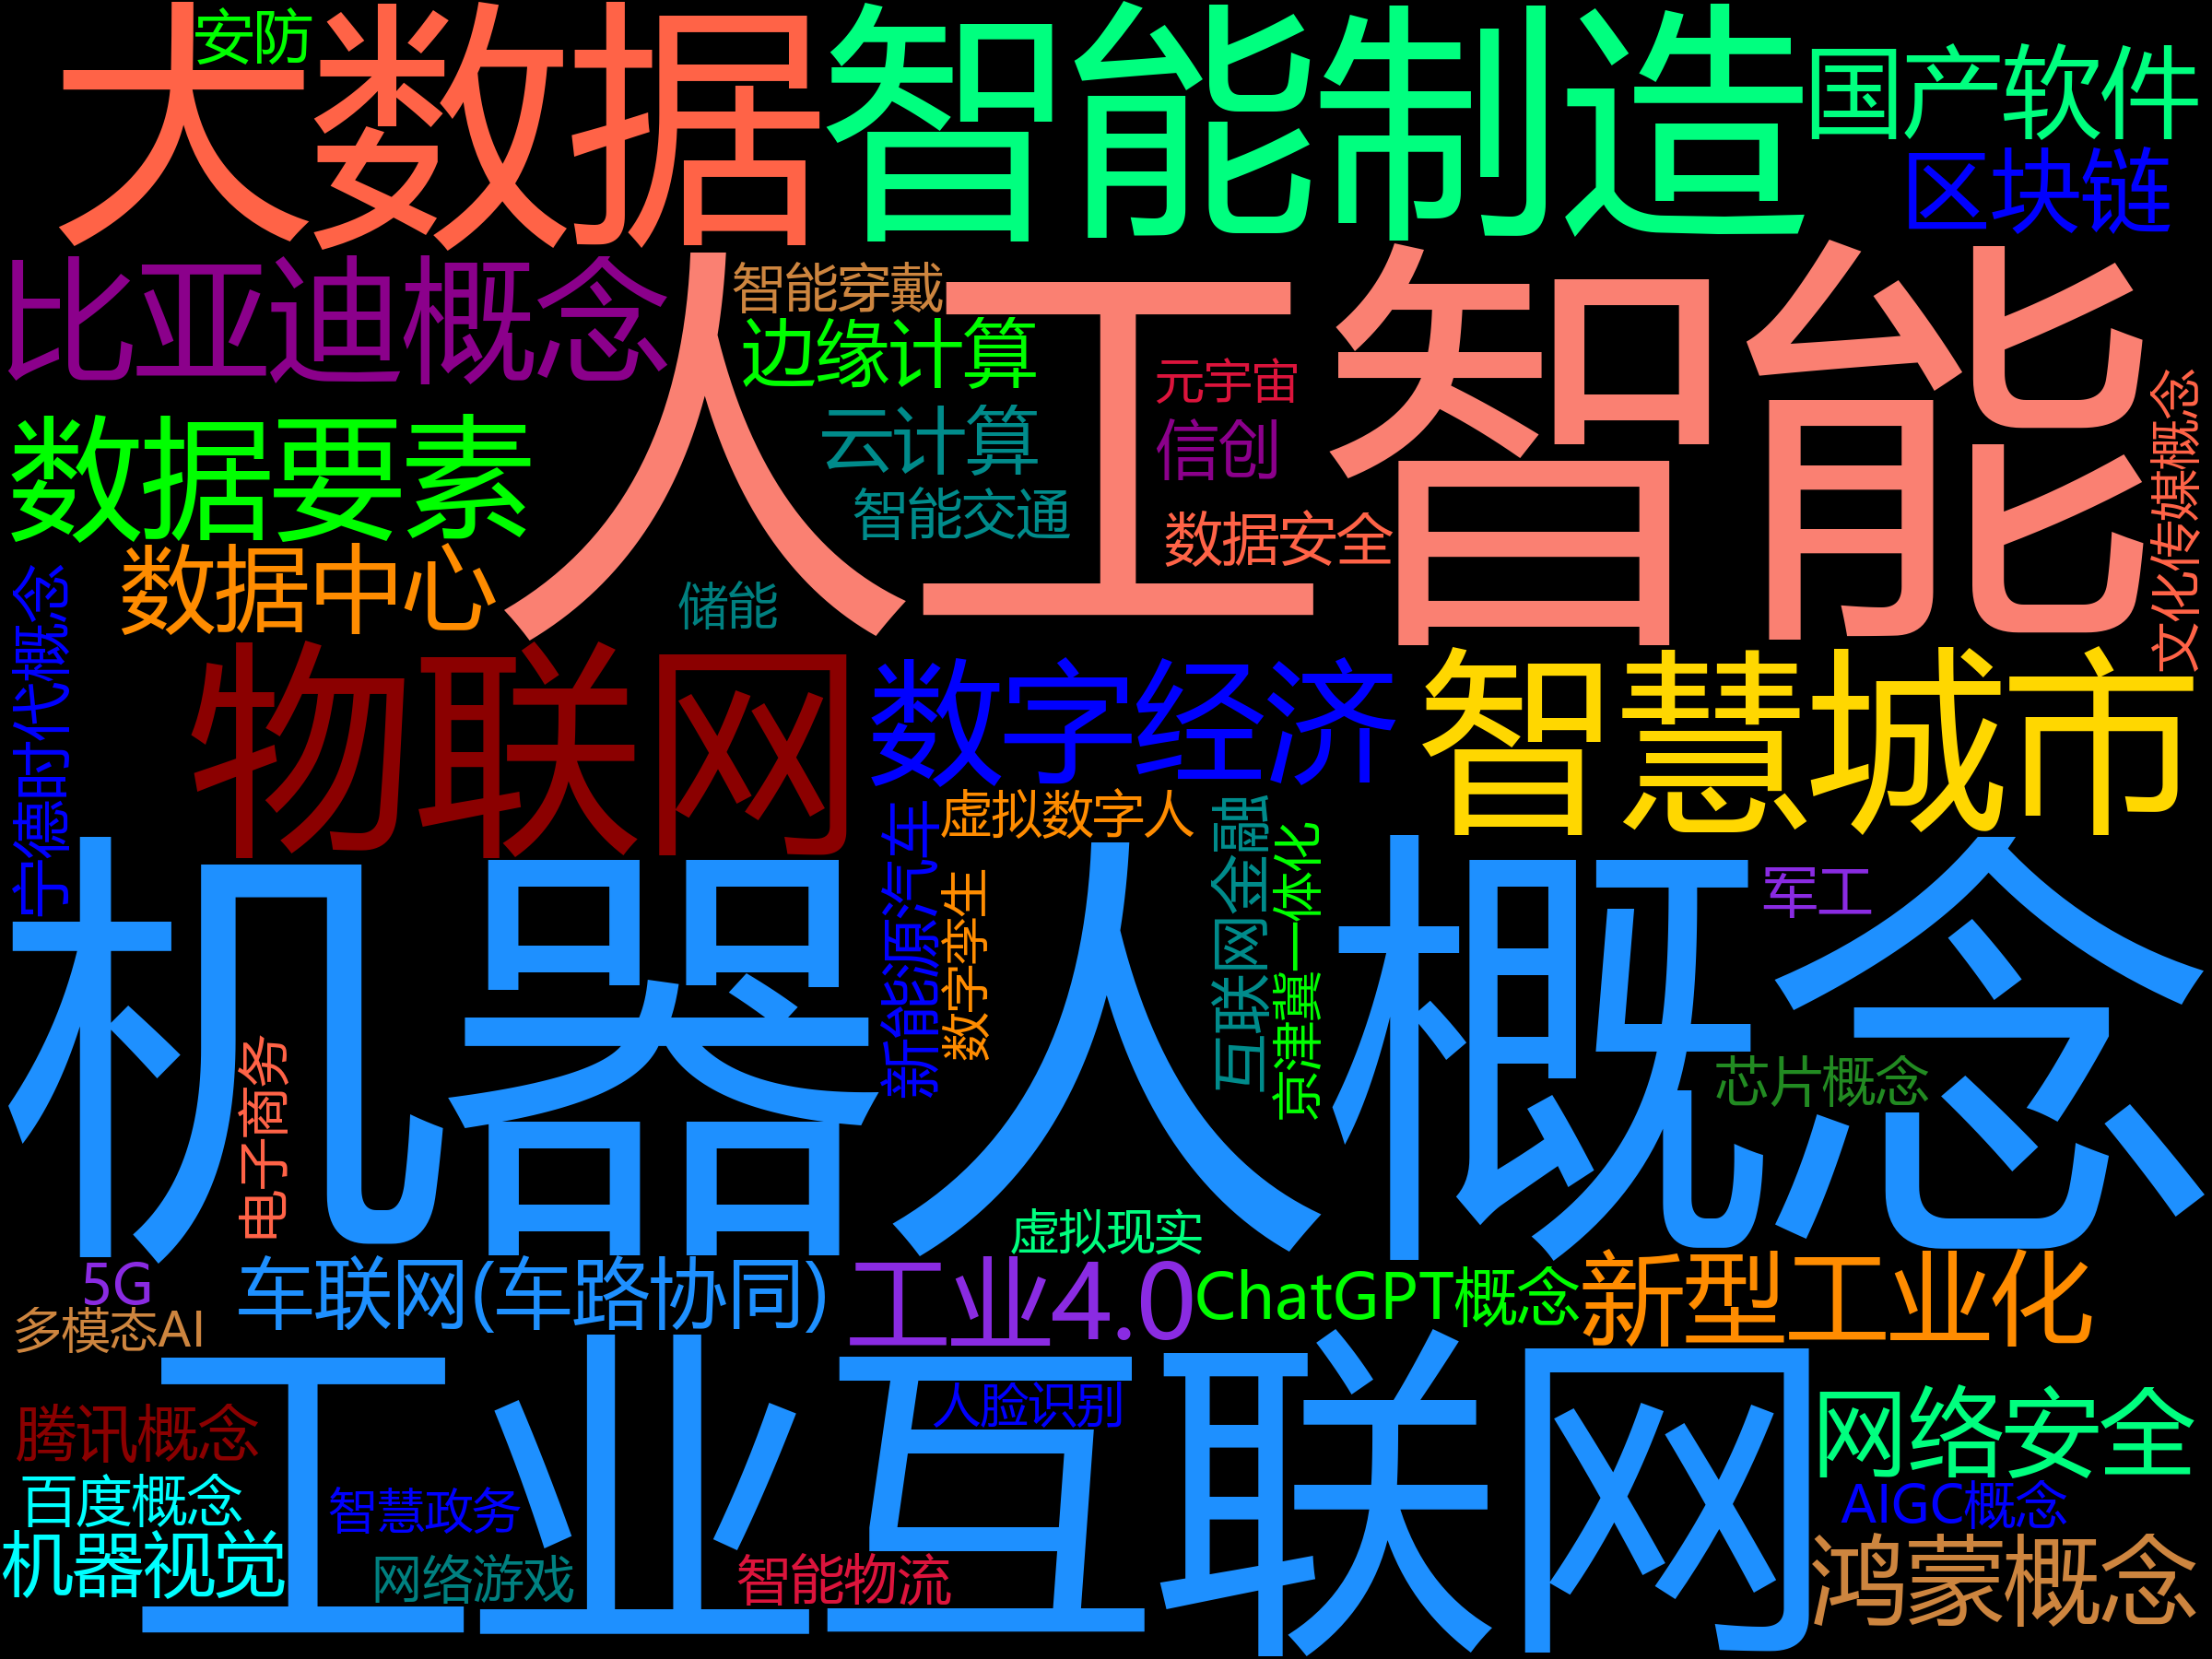 安防
大数据
智能制造
国产软件
区块链
比亚迪概念
智能穿戴
人工智能
边缘计算
元宇宙
云计算
信创
文化传媒概念
数据要素
智能交通
数据安全
数据中心
储能
宁德时代概念
物联网
数字经济
智慧城市
虚拟数字人
新能源汽车
数字孪生
互联网金融
京津冀一体化
军工
机器人概念
芯片概念
电子商务
虚拟现实
5G
车联网(车路协同)
工业4.0
ChatGPT概念
新型工业化
多模态AI
工业互联网
人脸识别
网络安全
腾讯概念
百度概念
智慧政务
AIGC概念
机器视觉
网络游戏
智能物流
鸿蒙概念